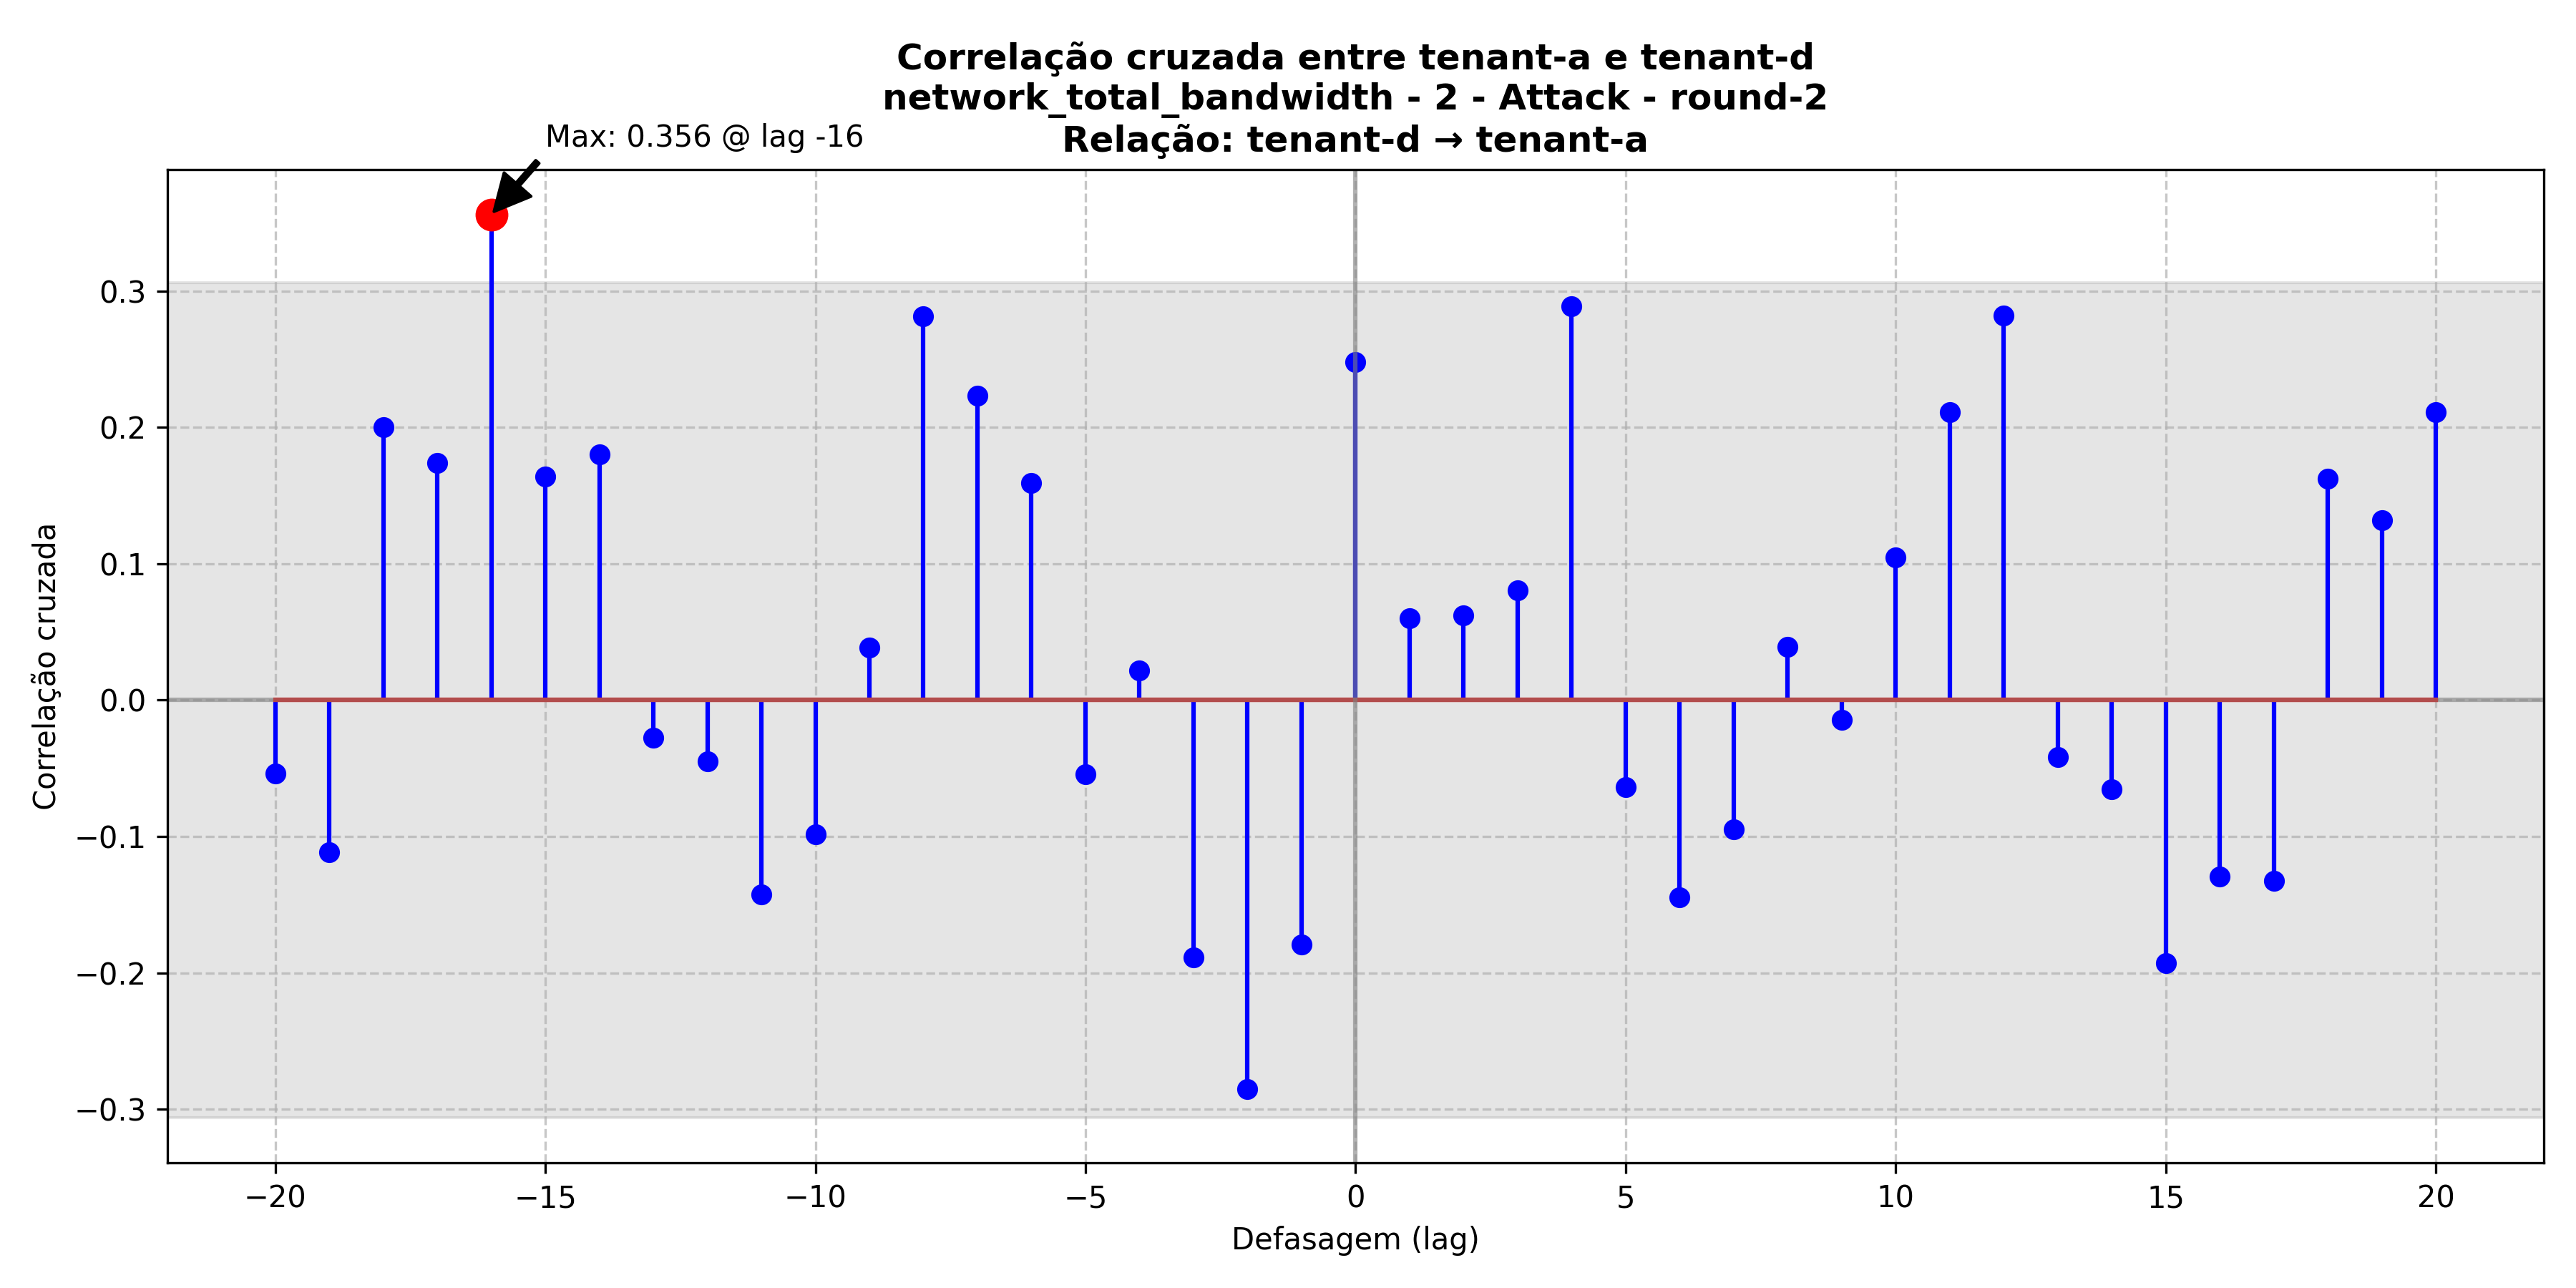 Correlação cruzada entre tenant-a e tenant-d
network_total_bandwidth - 2 - Attack - round-2
Relação: tenant-d → tenant-a
Max: 0.356 @ lag -16
Correlação cruzada
0.3
0.2
0.1
0.0
−0.1
−0.2
−0.3
−20 −15 −10 −5 0 5 10 15 20
Defasagem (lag)